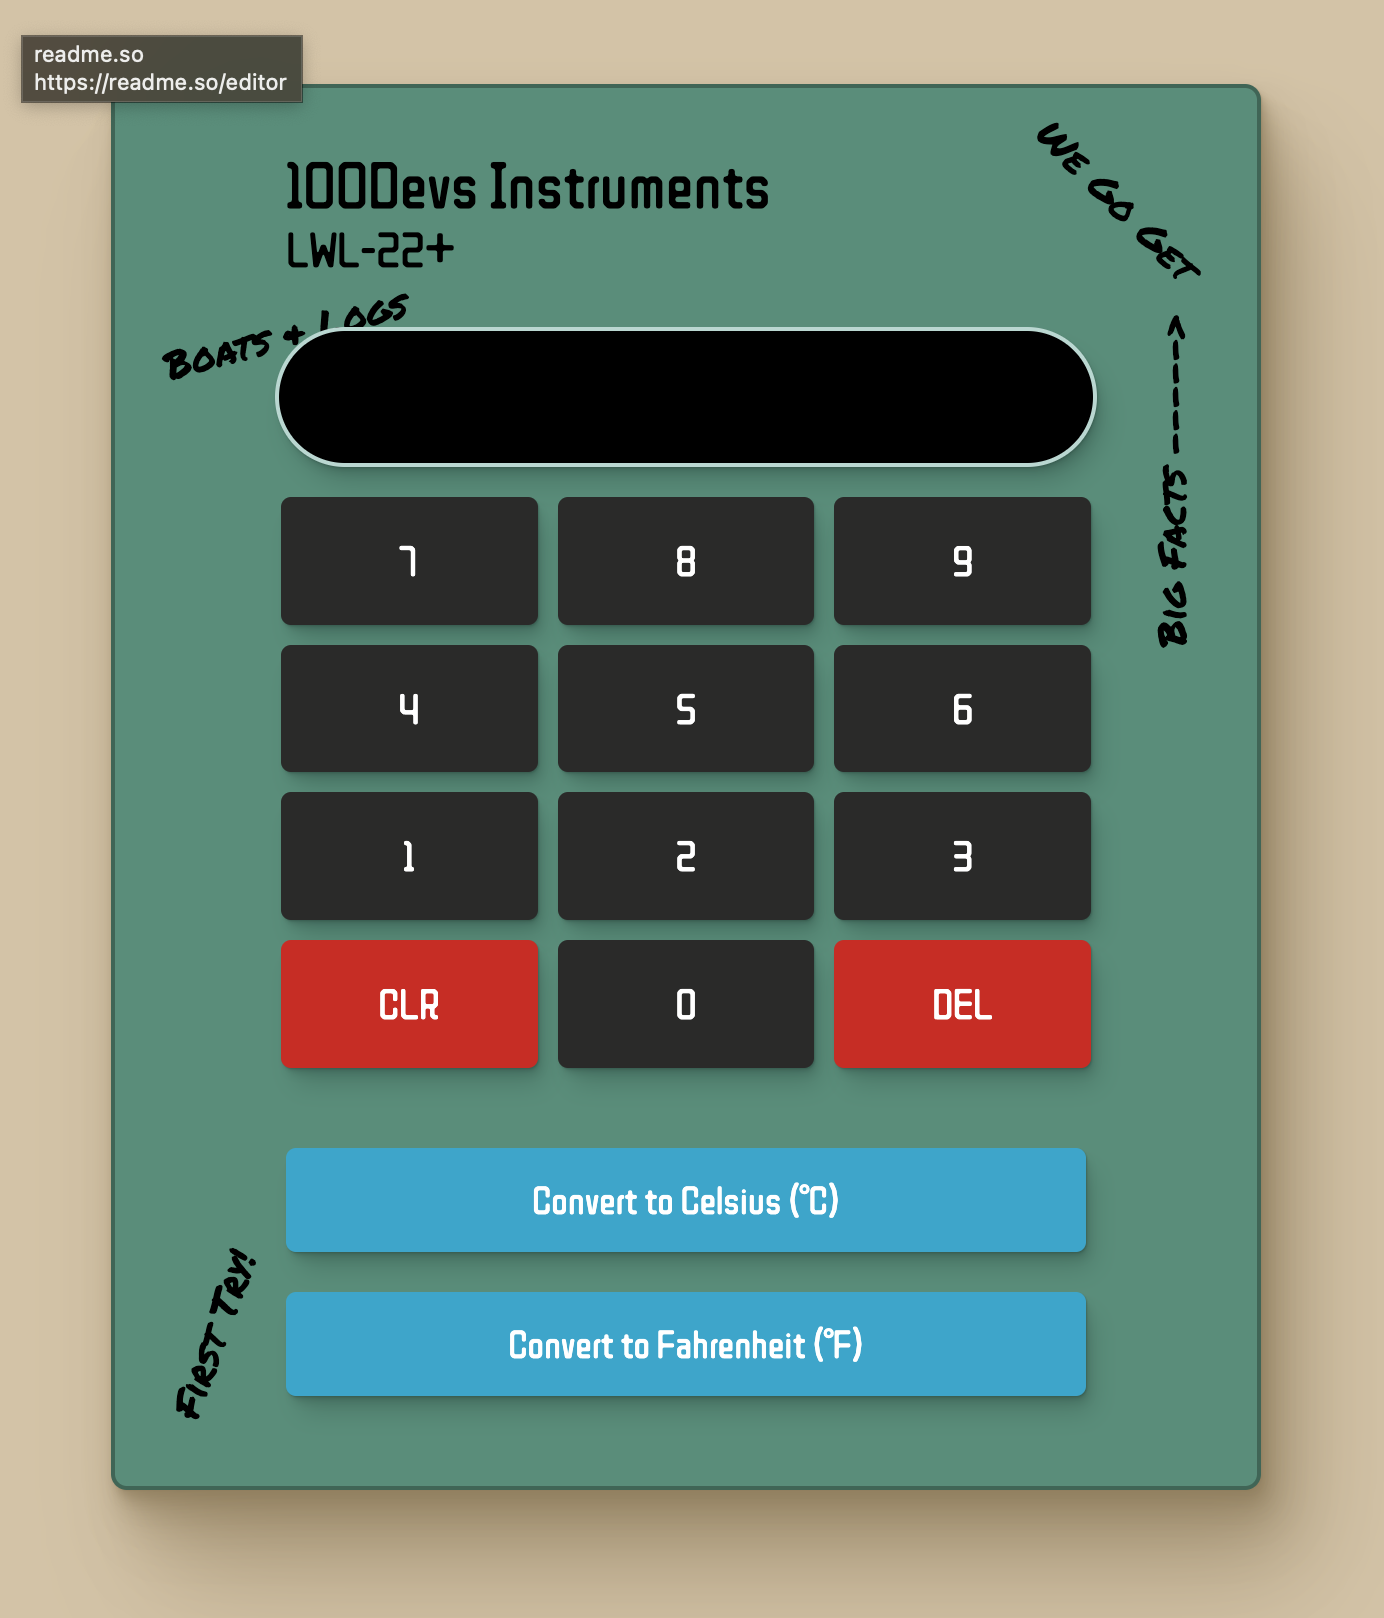 readme.so
https://readme.so/editor
100Devs Instruments
LWL-22+
We Go Get
Boats + Logs
Big Facts ------>
7 8 9
4 5 6
1 2 3
CLR 0 DEL
Convert to Celsius (°C)
First Try!
Convert to Fahrenheit (°F)